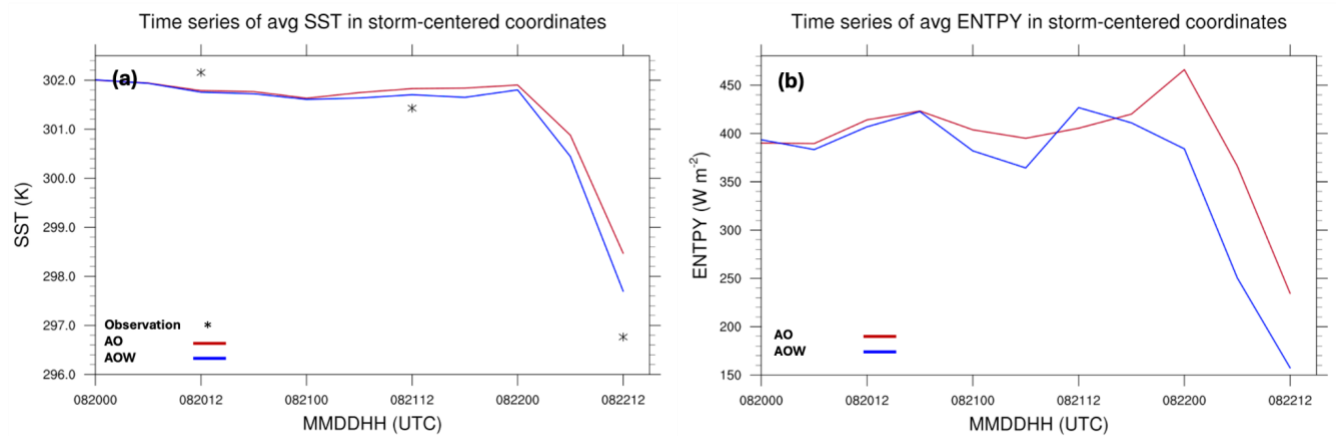 Time series of avg SST in storm-centered coordinates
(a)
SST (K)
302.0
301.0
300.0
299.0
298.0
297.0
296.0
Observation *
AO
AOW
082000 082012 082100 082112 082200 082212
MMDDHH (UTC)
Time series of avg ENTPY in storm-centered coordinates
(b)
ENTPY (W m⁻²)
450
400
350
300
250
200
150
AO
AOW
082000 082012 082100 082112 082200 082212
MMDDHH (UTC)